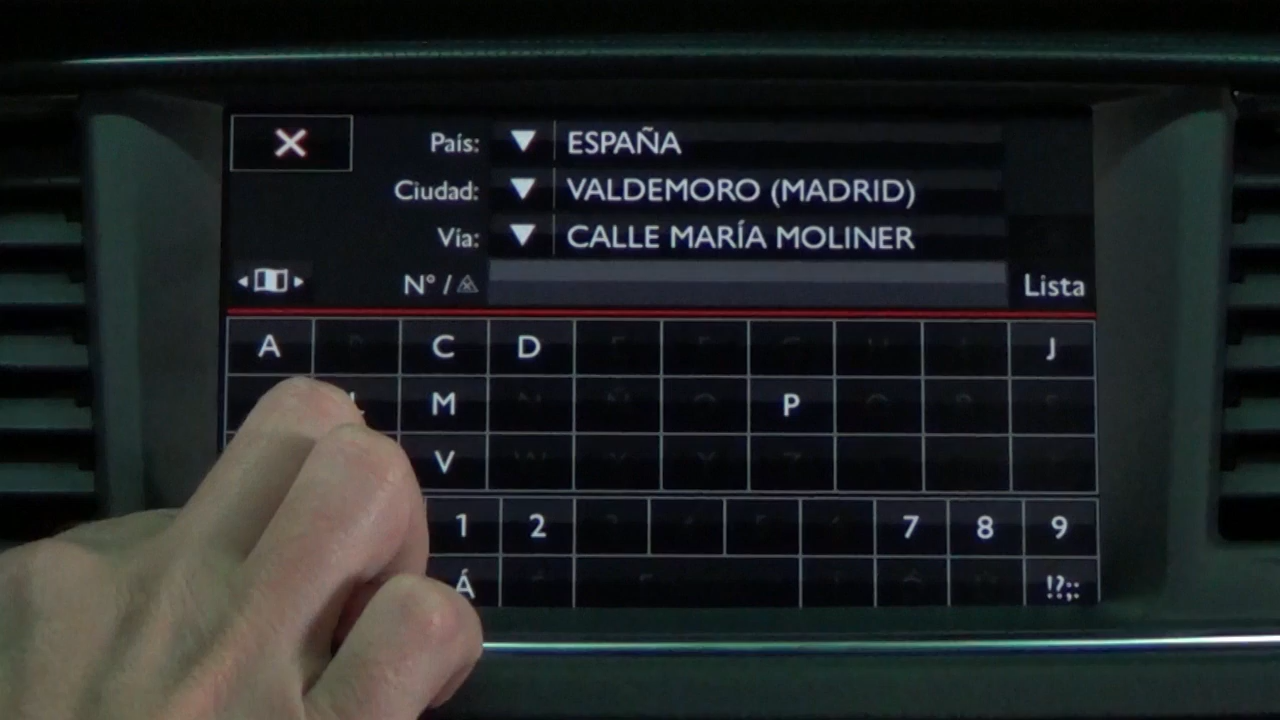 País: ▼ ESPAÑA
Ciudad: ▼ VALDEMORO (MADRID)
Vía: ▼ CALLE MARÍA MOLINER
N° /
Lista
A C D J
M P
V
1 2 7 8 9
Á !?;: